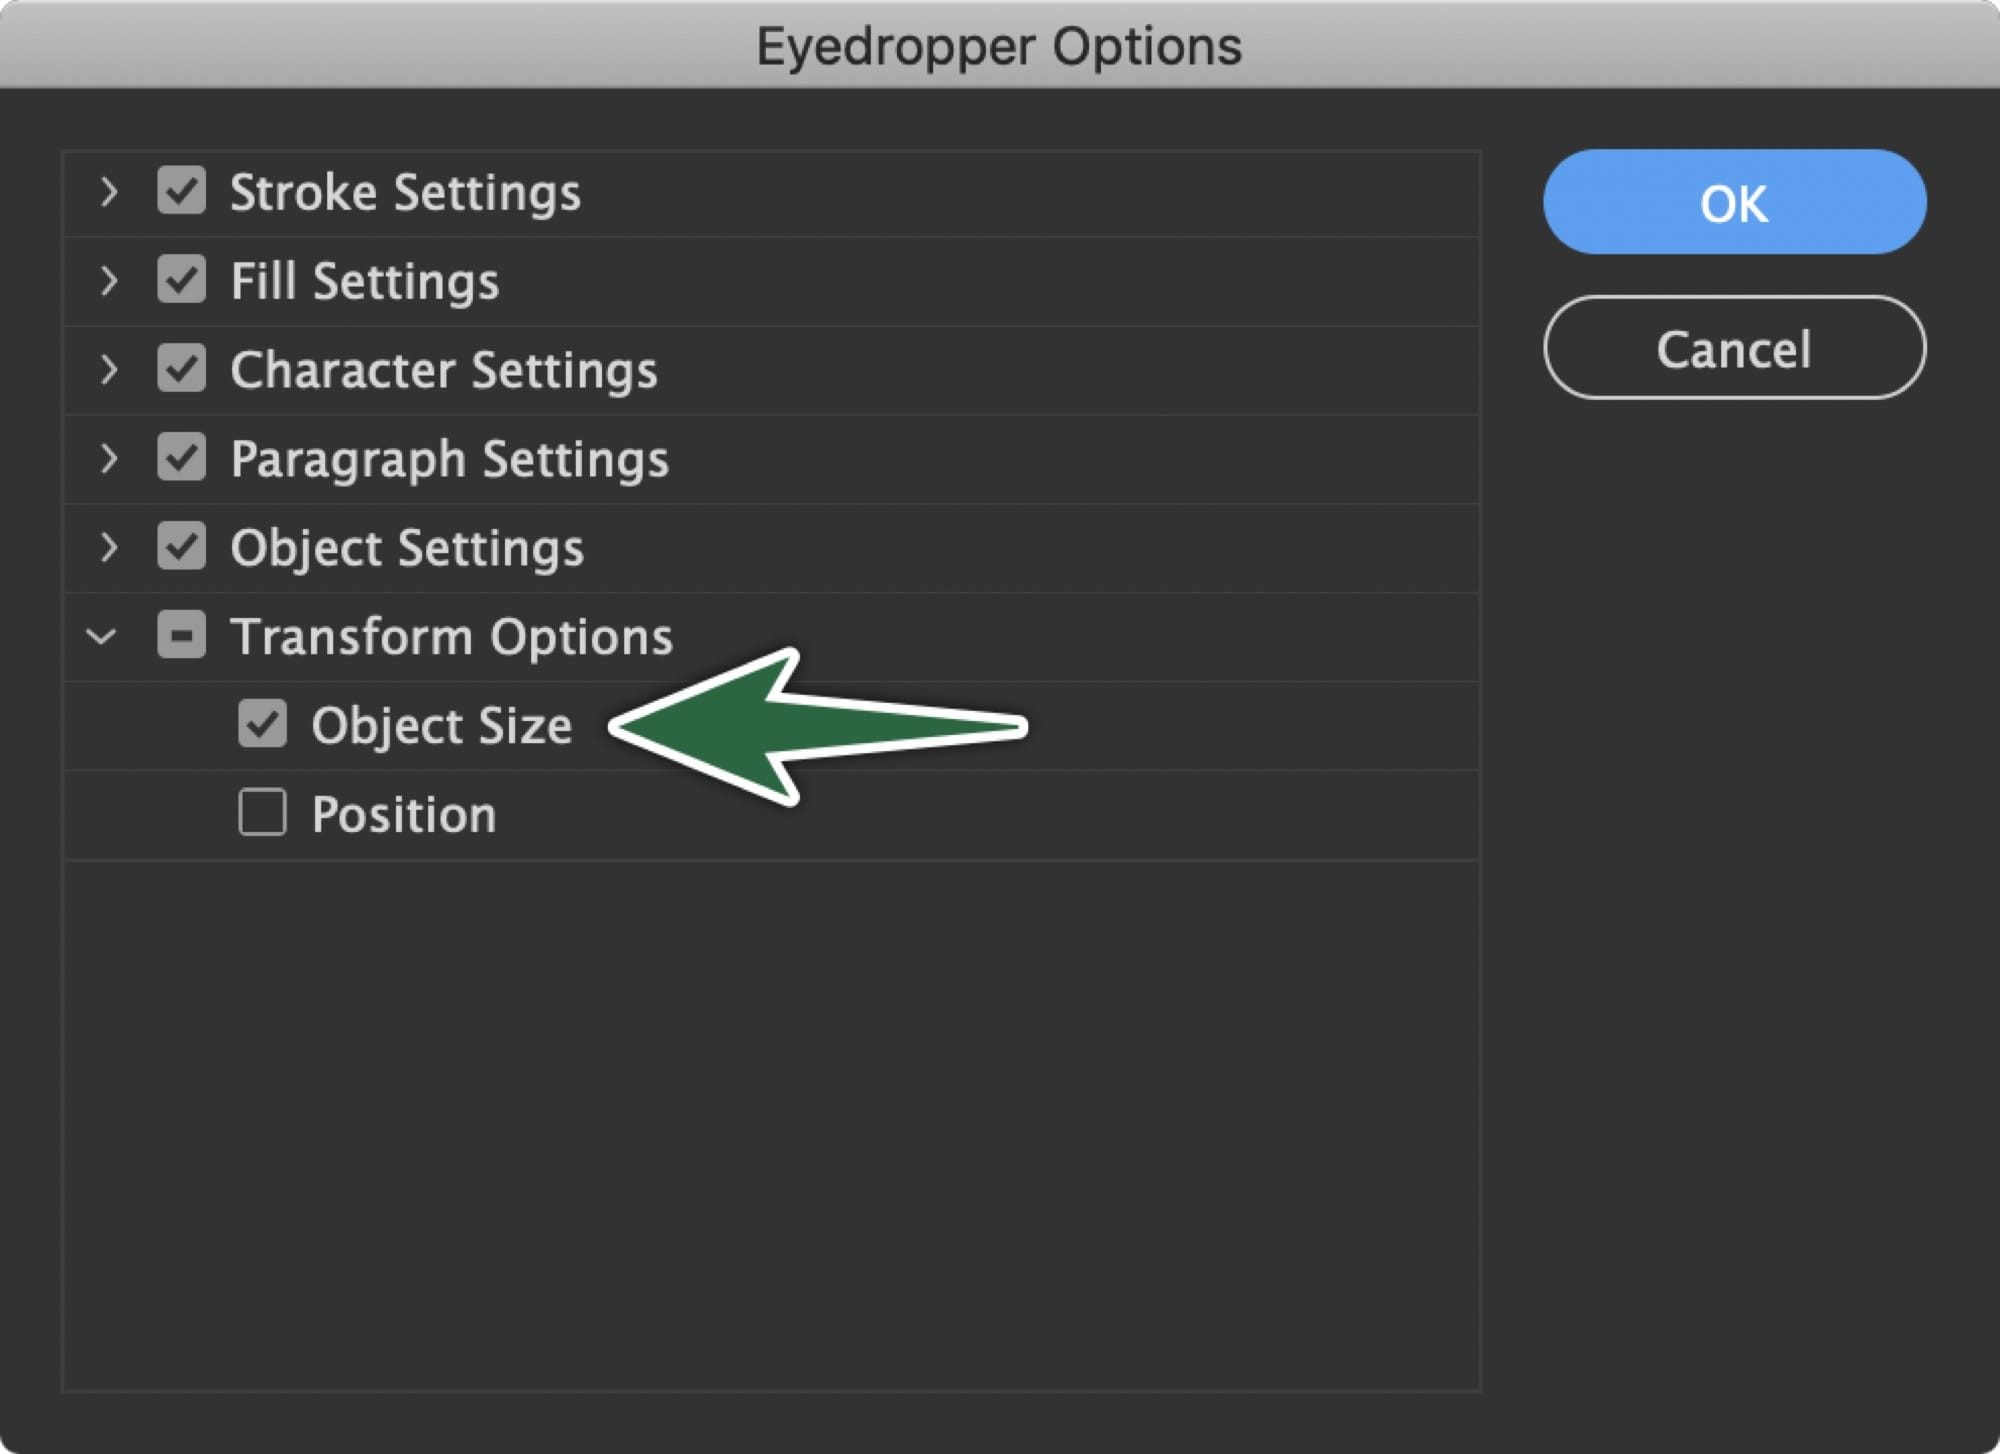 Eyedropper Options
Stroke Settings
Fill Settings
Character Settings
Paragraph Settings
Object Settings
Transform Options
Object Size
Position
OK
Cancel